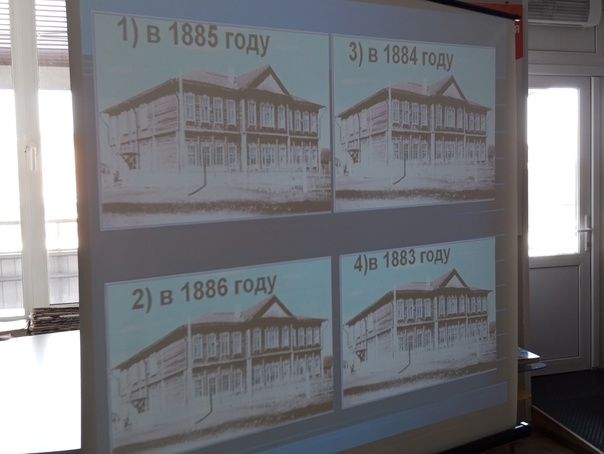 1) в 1885 году
3) в 1884 году
2) в 1886 году
4)в 1883 году